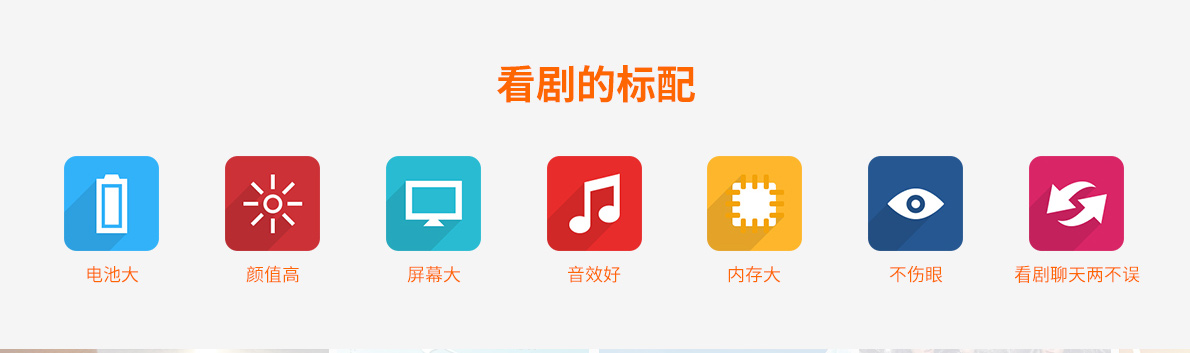 看剧的标配
电池大
颜值高
屏幕大
音效好
内存大
不伤眼
看剧聊天两不误